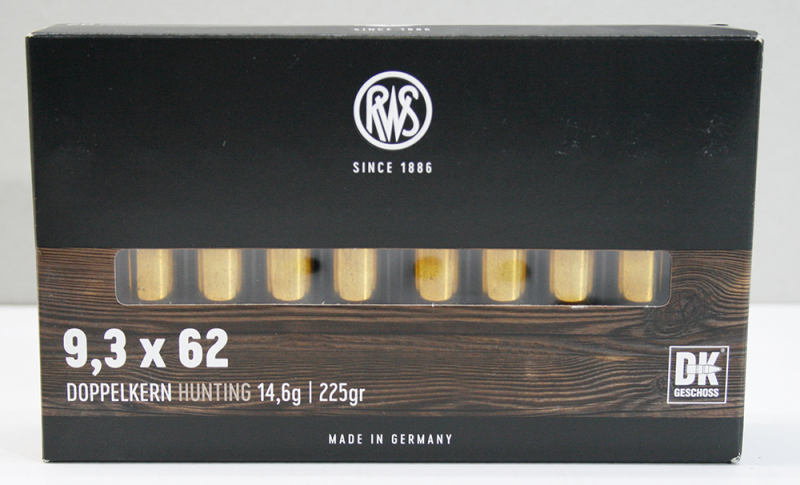 SINCE 1886
RWS
SINCE 1886
9,3 x 62
DOPPELKERN HUNTING 14,6g | 225gr
DK®
GESCHOSS
MADE IN GERMANY